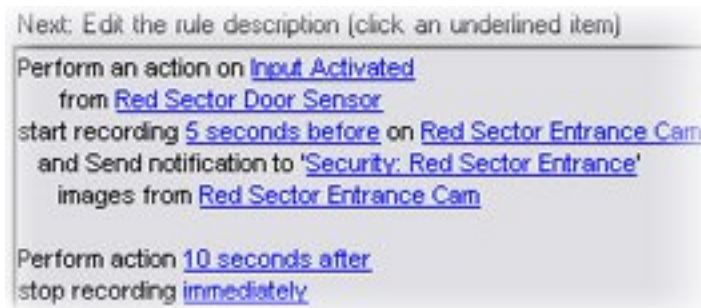 Next: Edit the rule description (click an underlined item)
Perform an action on Input Activated
from Red Sector Door Sensor
start recording 5 seconds before on Red Sector Entrance Cam
and Send notification to 'Security: Red Sector Entrance'
images from Red Sector Entrance Cam
Perform action 10 seconds after
stop recording immediately